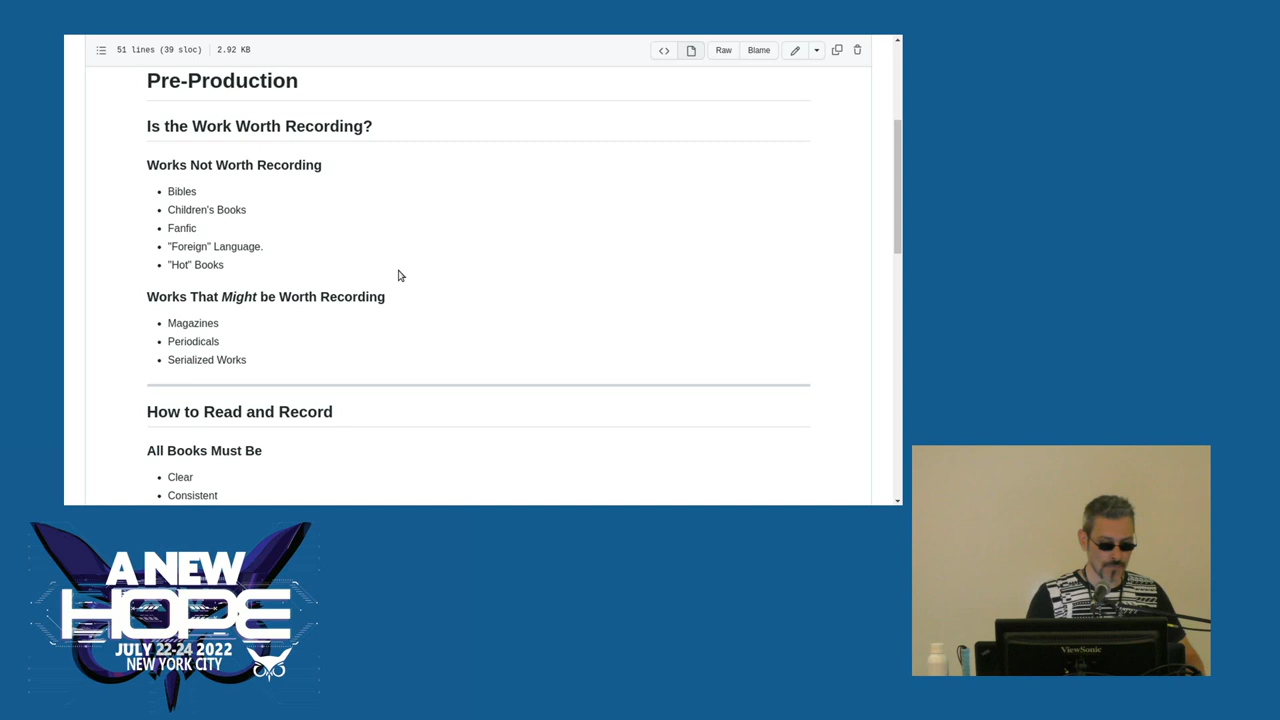 51 lines (39 sloc) 2.92 KB
Raw Blame
Pre-Production
Is the Work Worth Recording?
Works Not Worth Recording
Bibles
Children's Books
Fanfic
"Foreign" Language.
"Hot" Books
Works That Might be Worth Recording
Magazines
Periodicals
Serialized Works
How to Read and Record
All Books Must Be
Clear
Consistent
A NEW
HOPE
JULY 22-24 2022
NEW YORK CITY
ViewSonic